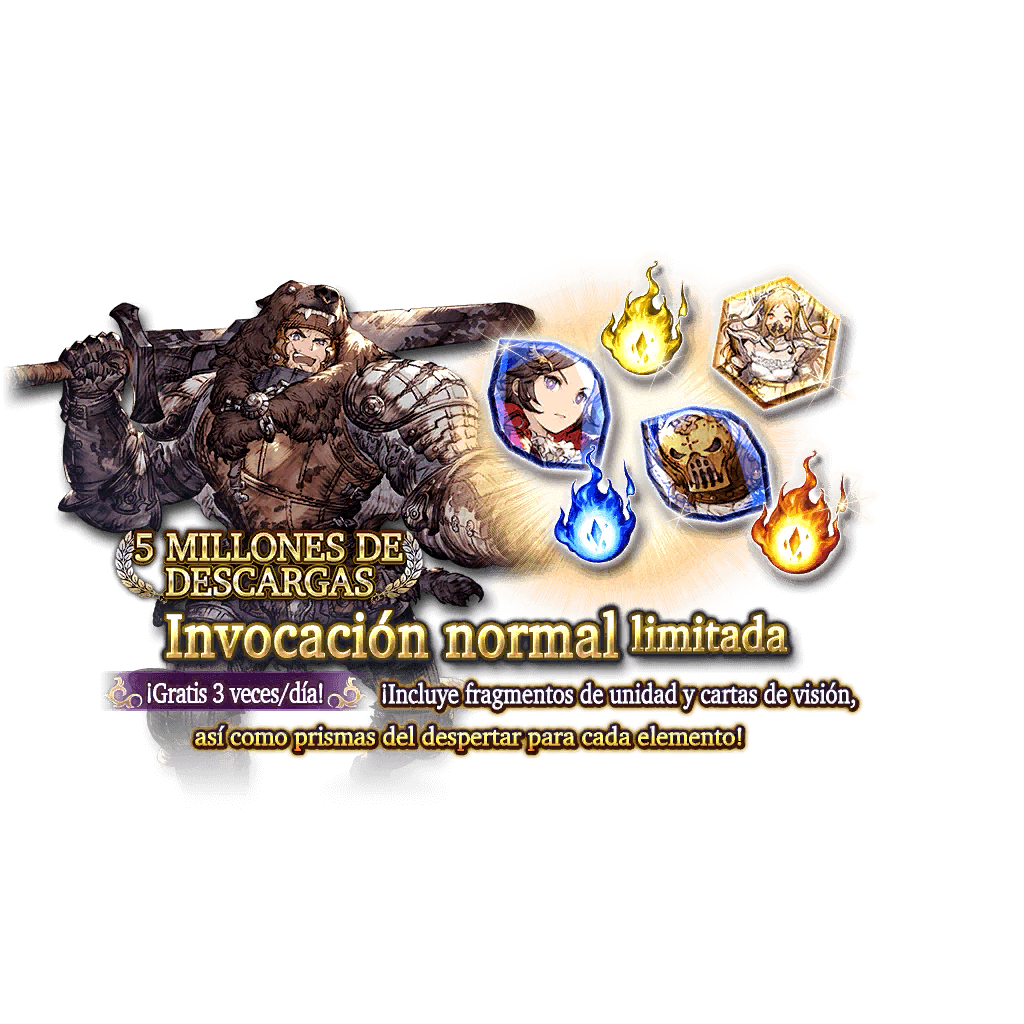 5 MILLONES DE
DESCARGAS
Invocación normal limitada
¡Gratis 3 veces/día! ¡Incluye fragmentos de unidad y cartas de visión,
así como prismas del despertar para cada elemento!